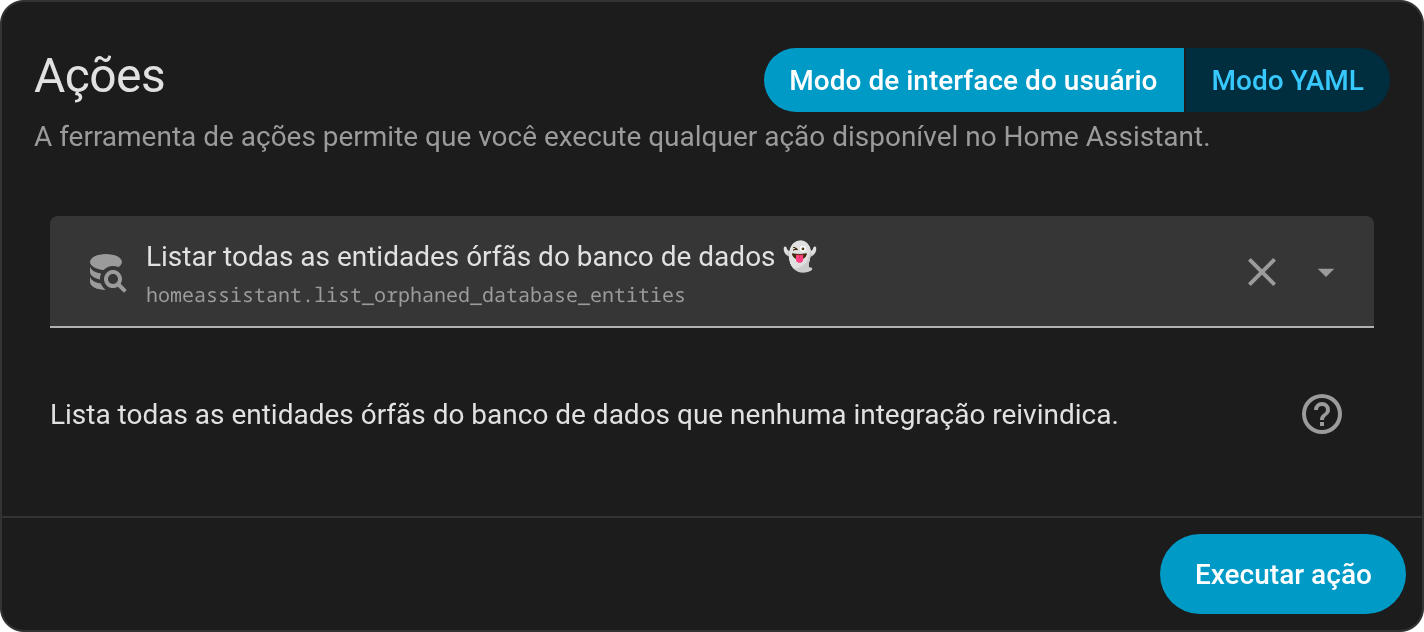 Ações
Modo de interface do usuário
Modo YAML
A ferramenta de ações permite que você execute qualquer ação disponível no Home Assistant.
Listar todas as entidades órfãs do banco de dados 👻
homeassistant.list_orphaned_database_entities
Lista todas as entidades órfãs do banco de dados que nenhuma integração reivindica.
Executar ação